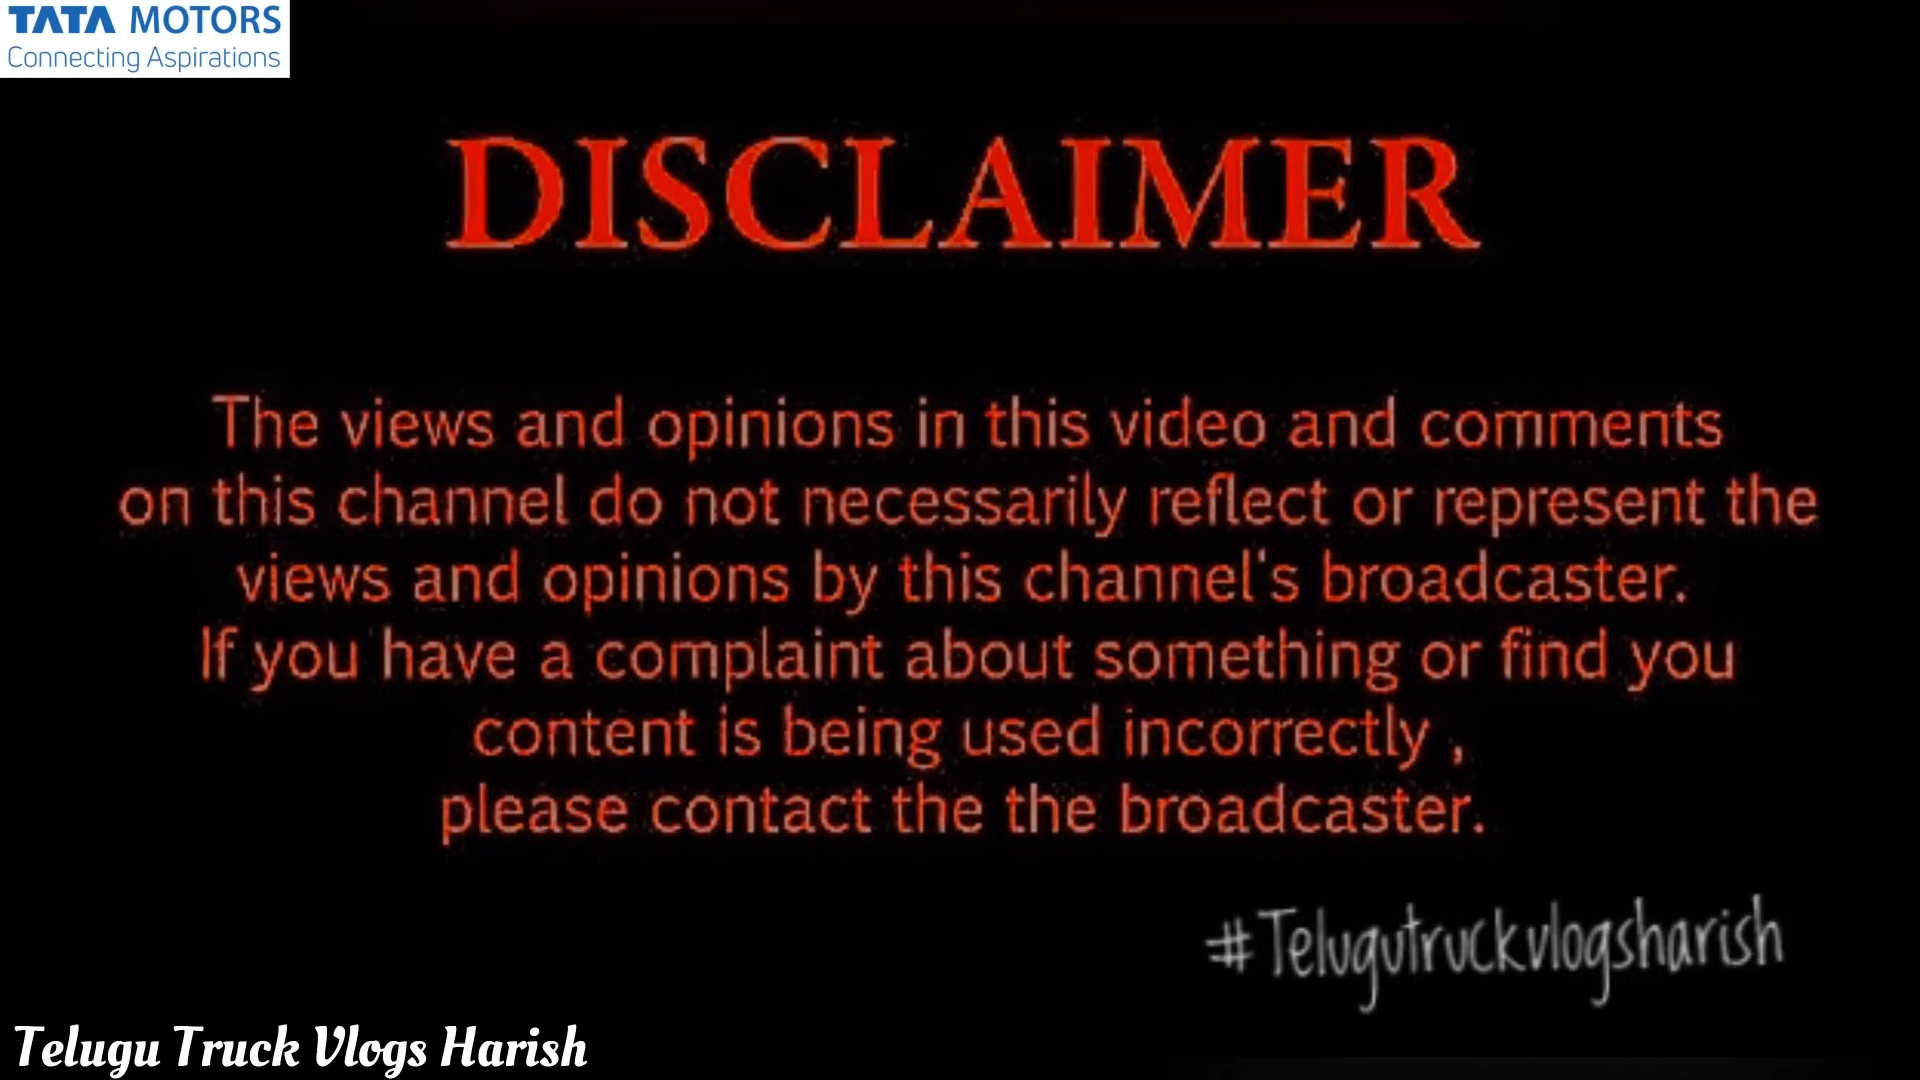 TATA MOTORS
Connecting Aspirations
DISCLAIMER
The views and opinions in this video and comments
on this channel do not necessarily reflect or represent the
views and opinions by this channel's broadcaster.
If you have a complaint about something or find you
content is being used incorrectly ,
please contact the the broadcaster.
#Telugutruckvlogsharish
Telugu Truck Vlogs Harish